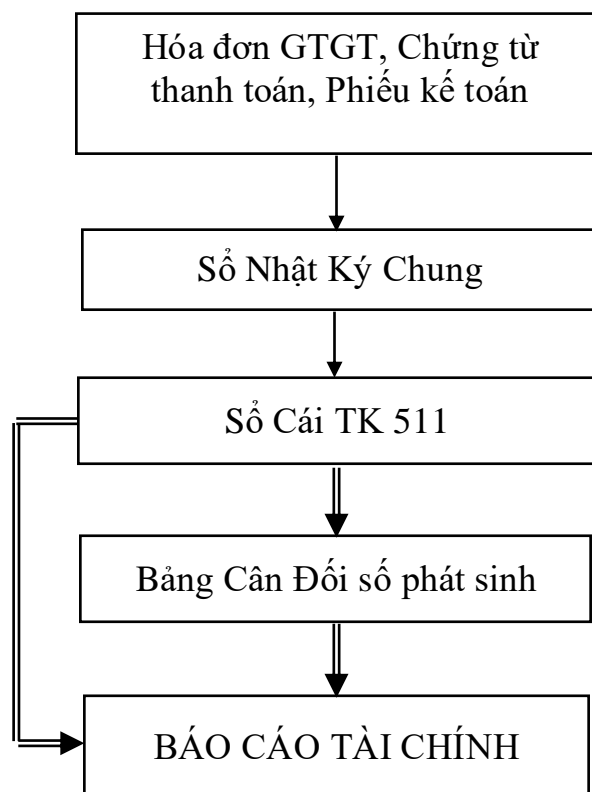 Hóa đơn GTGT, Chứng từ
thanh toán, Phiếu kế toán
Sổ Nhật Ký Chung
Sổ Cái TK 511
Bảng Cân Đối số phát sinh
BÁO CÁO TÀI CHÍNH